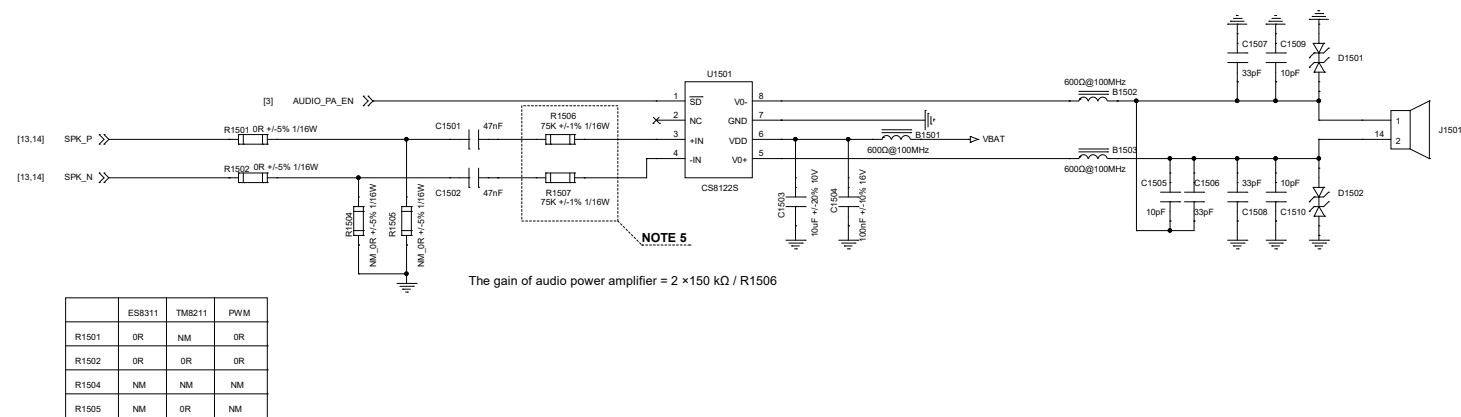 C1507
C1509
33pF
10pF
D1501
U1501
600Ω@100MHz
B1502
[3] AUDIO_PA_EN
1 SD V0- 8
2 NC GND 7
3 +IN VDD 6
4 -IN V0+ 5
CS8122S
[13,14] SPK_P
R1501 0R +/-5% 1/16W
C1501 47nF
R1506
75K +/-1% 1/16W
B1501
VBAT
600Ω@100MHz
14
1
2
J1501
[13,14] SPK_N
R1502 0R +/-5% 1/16W
C1502 47nF
R1507
75K +/-1% 1/16W
B1503
600Ω@100MHz
R1504
NM_0R +/-5% 1/16W
R1505
NM_0R +/-5% 1/16W
C1503
10uF +/-20% 10V
C1504
100nF +/-10% 16V
C1505
10pF
C1506
33pF
33pF
C1508
10pF
C1510
D1502
NOTE 5
The gain of audio power amplifier = 2 ×150 kΩ / R1506
ES8311 TM8211 PWM
R1501 0R NM 0R
R1502 0R 0R 0R
R1504 NM NM NM
R1505 NM 0R NM